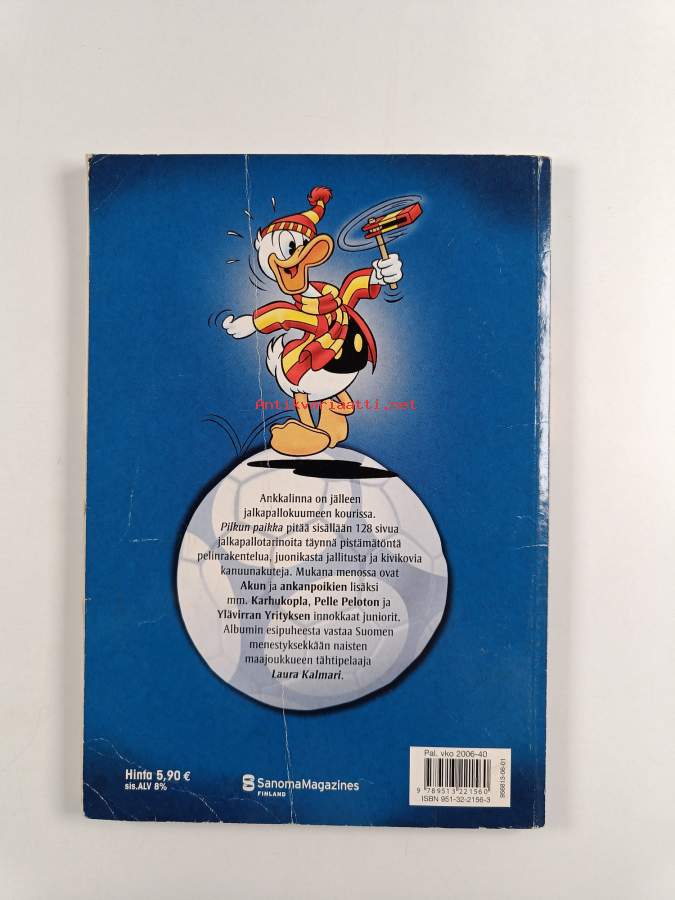 Antikvariaatti.net
Ankkalinna on jälleen
jalkapallokuumeen kourissa.
Pilkun paikka pitää sisällään 128 sivua
jalkapallotarinoita täynnä pistämätöntä
pelinrakentelua, juonikasta jallitusta ja kivikovia
kanuunakuteja. Mukana menossa ovat
Akun ja ankanpoikien lisäksi
mm. Karhukopla, Pelle Peloton ja
Ylävirran Yrityksen innokkaat juniorit.
Albumin esipuheesta vastaa Suomen
menestyksekkään naisten
maajoukkueen tähtipelaaja
Laura Kalmari.
Hinta 5,90 €
sis.ALV 8%
SanomaMagazines
FINLAND
Pal. vko 2006-40
9 789513 221560
ISBN 951-32-2156-3
956813-06-01